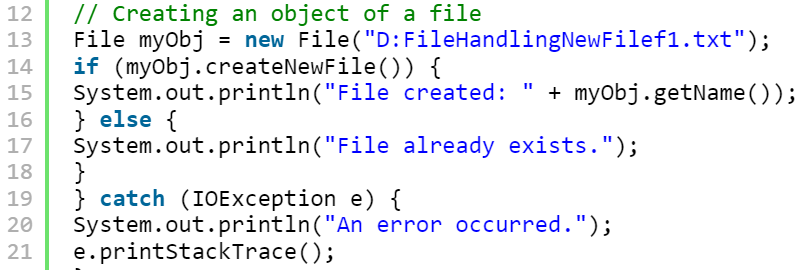 12 // Creating an object of a file
13 File myObj = new File("D:FileHandlingNewFilef1.txt");
14 if (myObj.createNewFile()) {
15 System.out.println("File created: " + myObj.getName());
16 } else {
17 System.out.println("File already exists.");
18 }
19 } catch (IOException e) {
20 System.out.println("An error occurred.");
21 e.printStackTrace();